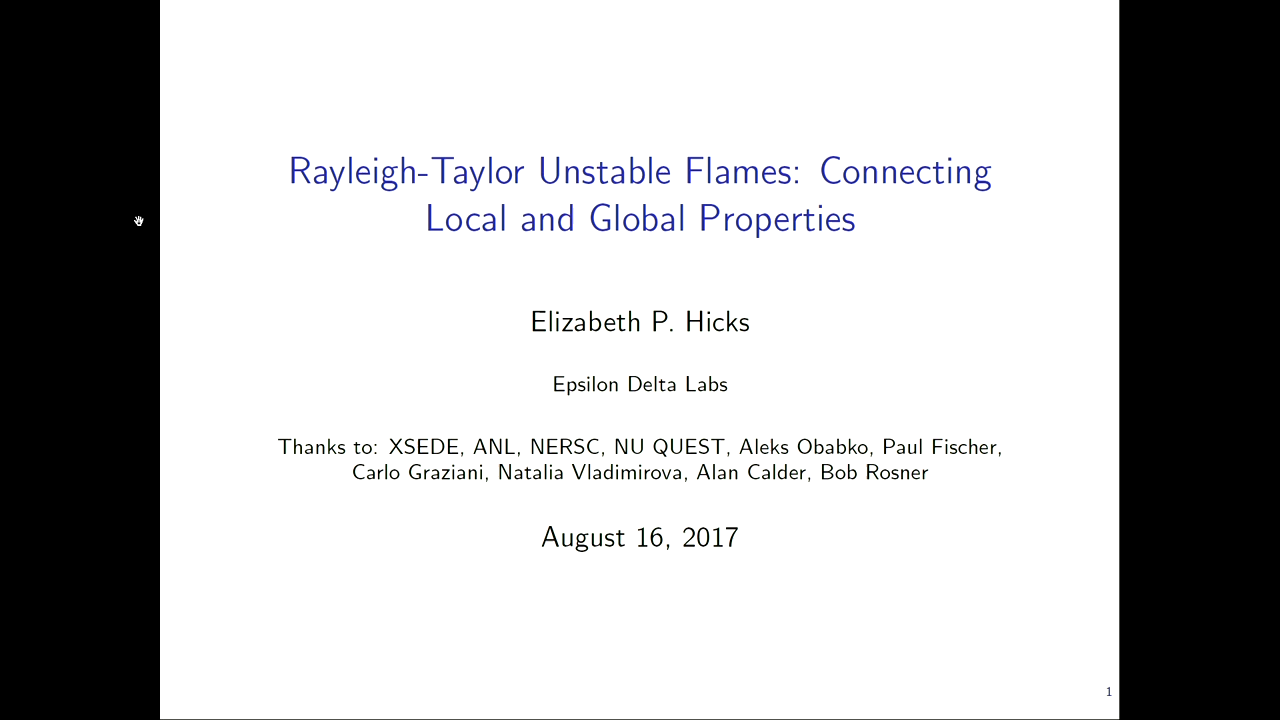 Rayleigh-Taylor Unstable Flames: Connecting
Local and Global Properties
Elizabeth P. Hicks
Epsilon Delta Labs
Thanks to: XSEDE, ANL, NERSC, NU QUEST, Aleks Obabko, Paul Fischer,
Carlo Graziani, Natalia Vladimirova, Alan Calder, Bob Rosner
August 16, 2017
1